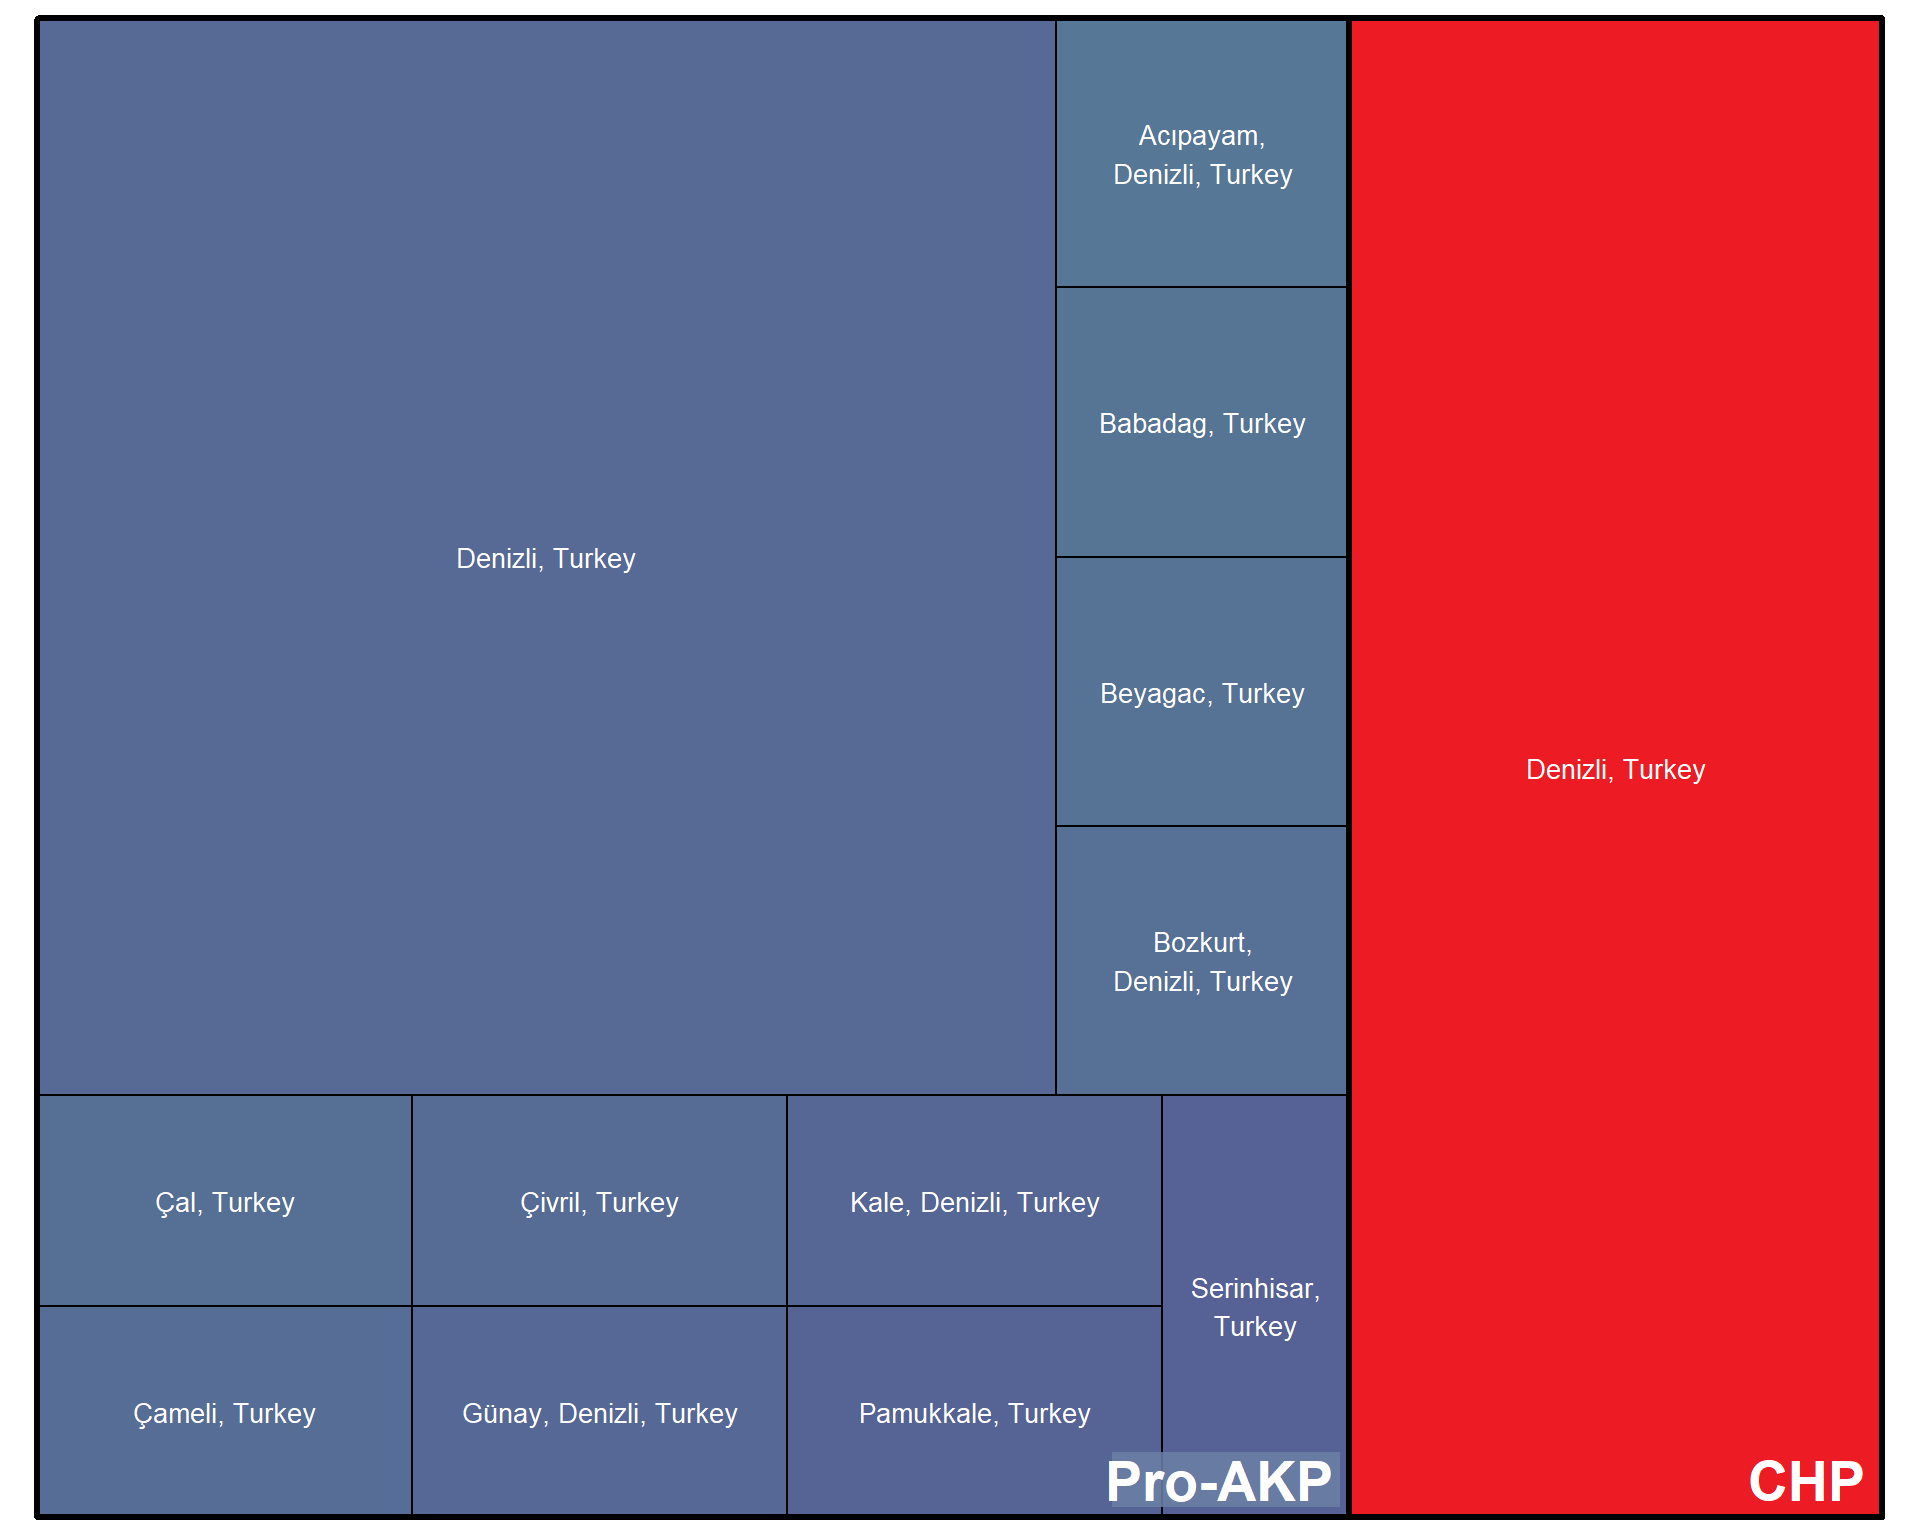 Denizli, Turkey
Acıpayam,
Denizli, Turkey
Babadag, Turkey
Beyagac, Turkey
Bozkurt,
Denizli, Turkey
Çal, Turkey
Çivril, Turkey
Kale, Denizli, Turkey
Serinhisar,
Turkey
Çameli, Turkey
Günay, Denizli, Turkey
Pamukkale, Turkey
Pro-AKP
Denizli, Turkey
CHP